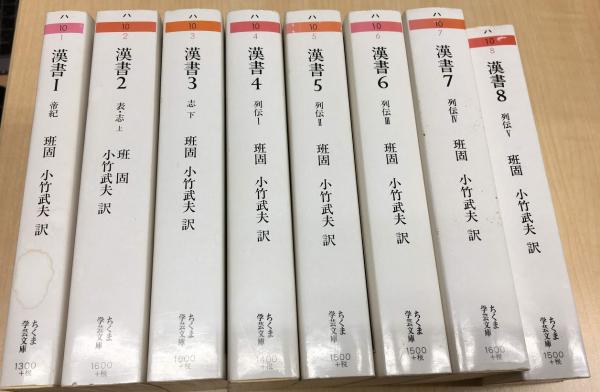 ハ
10
1
漢書1
帝紀
班固
小竹武夫 訳
ちくま
学芸文庫
1300
+税
ハ
10
2
漢書2
表・志 上
班固
小竹武夫 訳
ちくま
学芸文庫
1600
+税
ハ
10
3
漢書3
志 下
班固
小竹武夫 訳
ちくま
学芸文庫
1600
+税
ハ
10
4
漢書4
列伝Ⅰ
班固
小竹武夫 訳
ちくま
学芸文庫
1400
+税
ハ
10
5
漢書5
列伝Ⅱ
班固
小竹武夫 訳
ちくま
学芸文庫
1500
+税
ハ
10
6
漢書6
列伝Ⅲ
班固
小竹武夫 訳
ちくま
学芸文庫
1500
+税
ハ
10
7
漢書7
列伝Ⅳ
班固
小竹武夫 訳
ちくま
学芸文庫
1600
+税
ハ
10
8
漢書8
列伝Ⅴ
班固
小竹武夫 訳
ちくま
学芸文庫
1500
+税